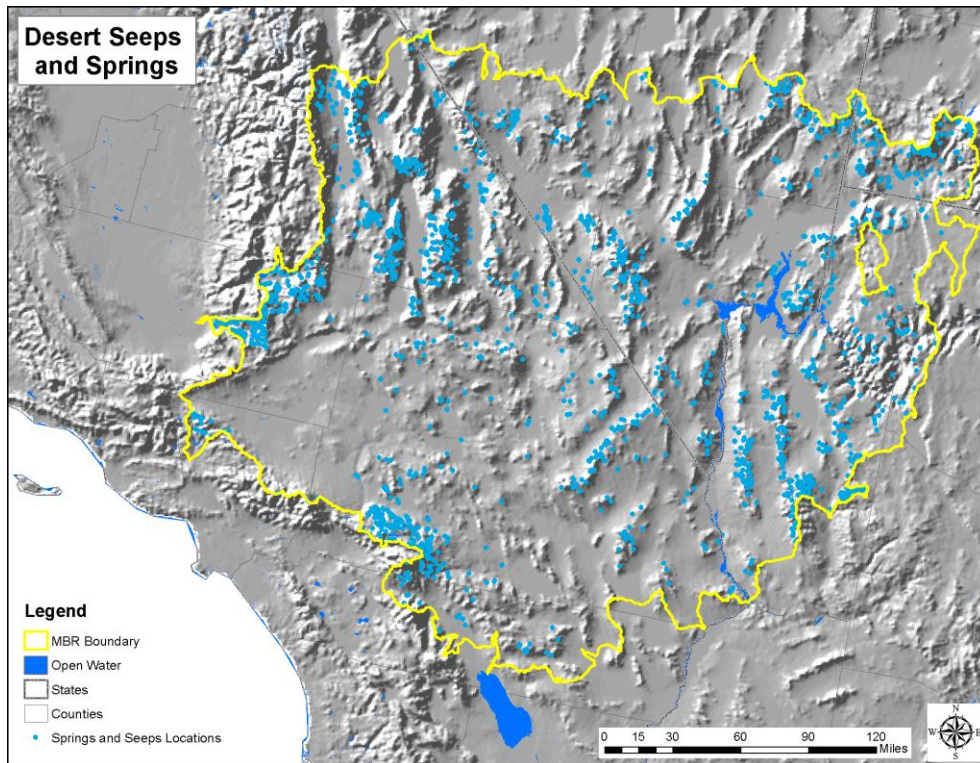 Desert Seeps
and Springs
Legend
MBR Boundary
Open Water
States
Counties
Springs and Seeps Locations
0 15 30 60 90 120
Miles
N
W E
S